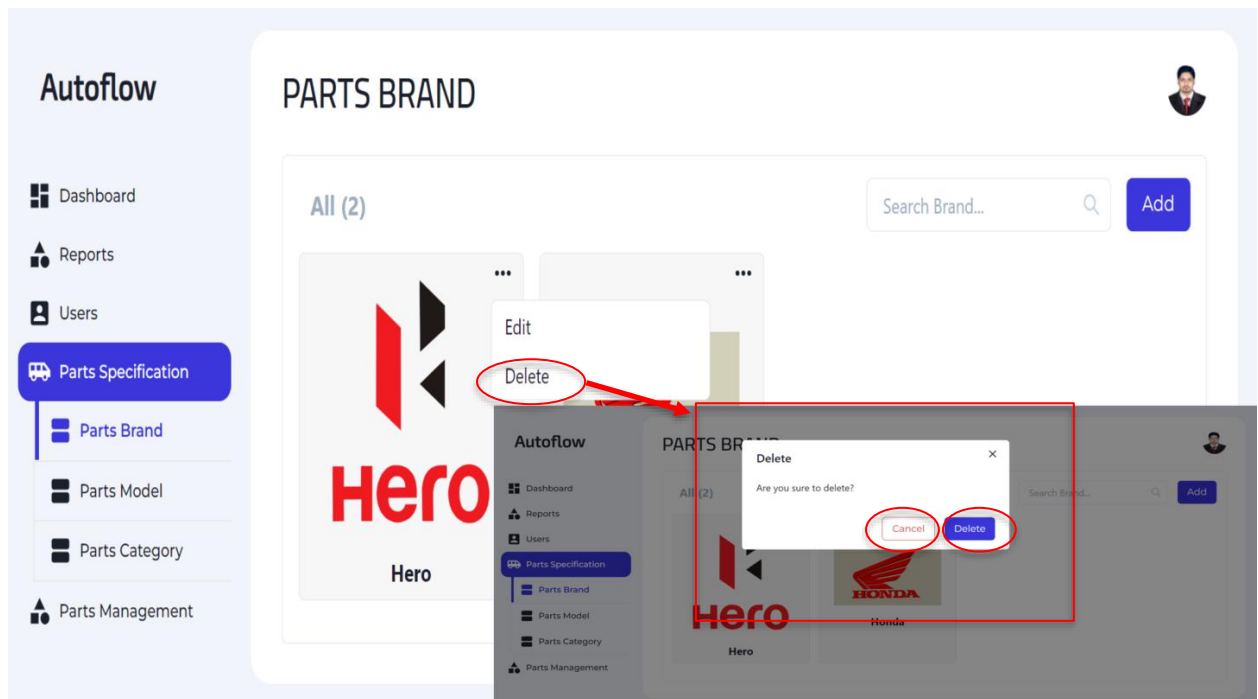 Autoflow
PARTS BRAND
Dashboard
Reports
Users
Parts Specification
Parts Brand
Parts Model
Parts Category
Parts Management
All (2)
Search Brand...
Add
...
...
Edit
Delete
Hero
Hero
Autoflow
PARTS BRAND
Dashboard
Reports
Users
Parts Specification
Parts Brand
Parts Model
Parts Category
Parts Management
All (2)
Search Brand...
Add
Delete
Are you sure to delete?
Cancel
Delete
Hero
Hero
HONDA
Honda